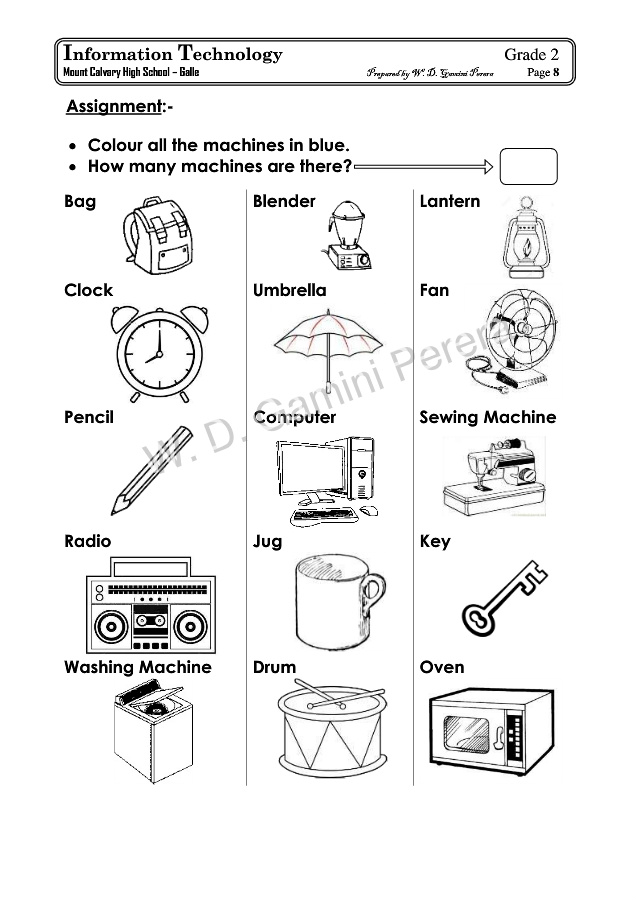 Information Technology Grade 2
Mount Calvary High School – Galle Prepared by W. D. Gamini Perera Page 8
Assignment:-
• Colour all the machines in blue.
• How many machines are there?
Bag Blender Lantern
Clock Umbrella Fan
Pencil Computer Sewing Machine
Radio Jug Key
Washing Machine Drum Oven
W. D. Gamini Perera